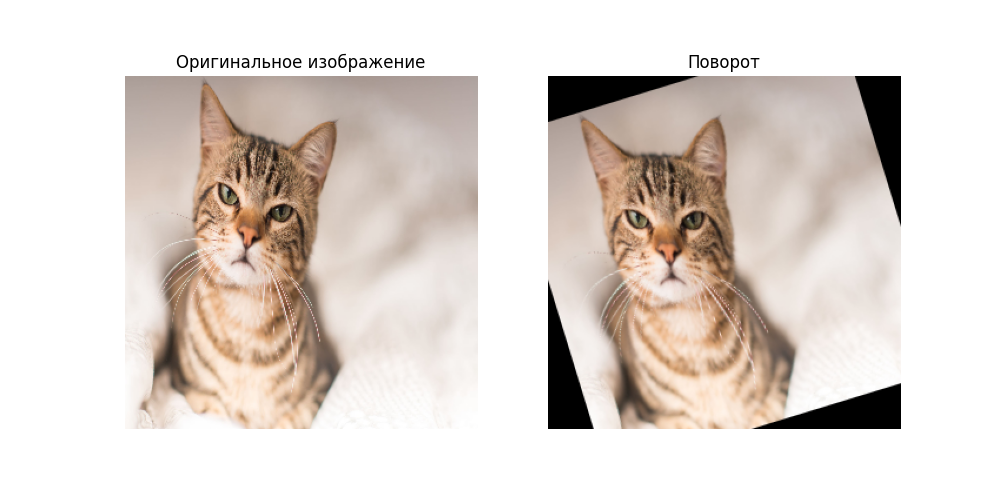 Оригинальное изображение
Поворот